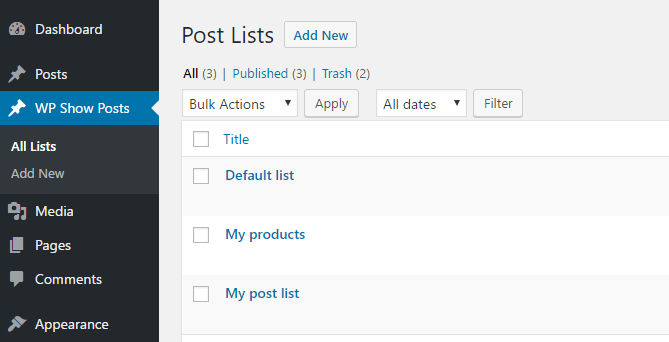 Dashboard
Posts
WP Show Posts
All Lists
Add New
Media
Pages
Comments
Appearance
Post Lists Add New
All (3) | Published (3) | Trash (2)
Bulk Actions Apply All dates Filter
Title
Default list
My products
My post list